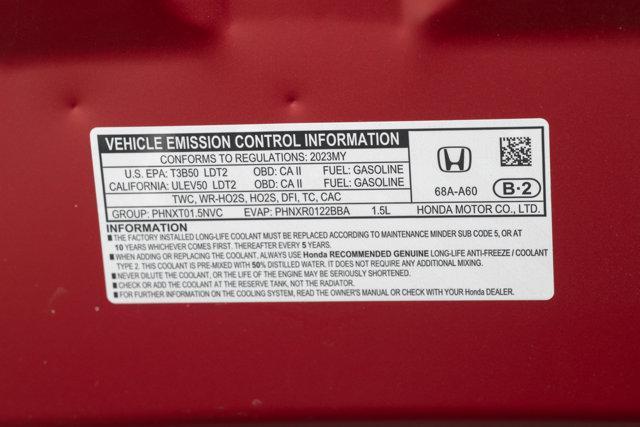 VEHICLE EMISSION CONTROL INFORMATION
CONFORMS TO REGULATIONS: 2023MY
U.S. EPA: T3B50 LDT2 OBD: CA II FUEL: GASOLINE
CALIFORNIA: ULEV50 LDT2 OBD: CA II FUEL: GASOLINE
TWC, WR-HO2S, HO2S, DFI, TC, CAC
GROUP: PHNXT01.5NVC EVAP: PHNXR0122BBA 1.5L
68A-A60 B-2
HONDA MOTOR CO., LTD.
INFORMATION
■ THE FACTORY INSTALLED LONG-LIFE COOLANT MUST BE REPLACED ACCORDING TO MAINTENANCE MINDER SUB CODE 5, OR AT
10 YEARS WHICHEVER COMES FIRST. THEREAFTER EVERY 5 YEARS.
■ WHEN ADDING OR REPLACING THE COOLANT, ALWAYS USE Honda RECOMMENDED GENUINE LONG-LIFE ANTI-FREEZE / COOLANT
TYPE 2. THIS COOLANT IS PRE-MIXED WITH 50% DISTILLED WATER. IT DOES NOT REQUIRE ANY ADDITIONAL MIXING.
■ NEVER DILUTE THE COOLANT, OR THE LIFE OF THE ENGINE MAY BE SERIOUSLY SHORTENED.
■ CHECK OR ADD THE COOLANT AT THE RESERVE TANK, NOT THE RADIATOR.
■ FOR FURTHER INFORMATION ON THE COOLING SYSTEM, READ THE OWNER'S MANUAL OR CHECK WITH YOUR Honda DEALER.